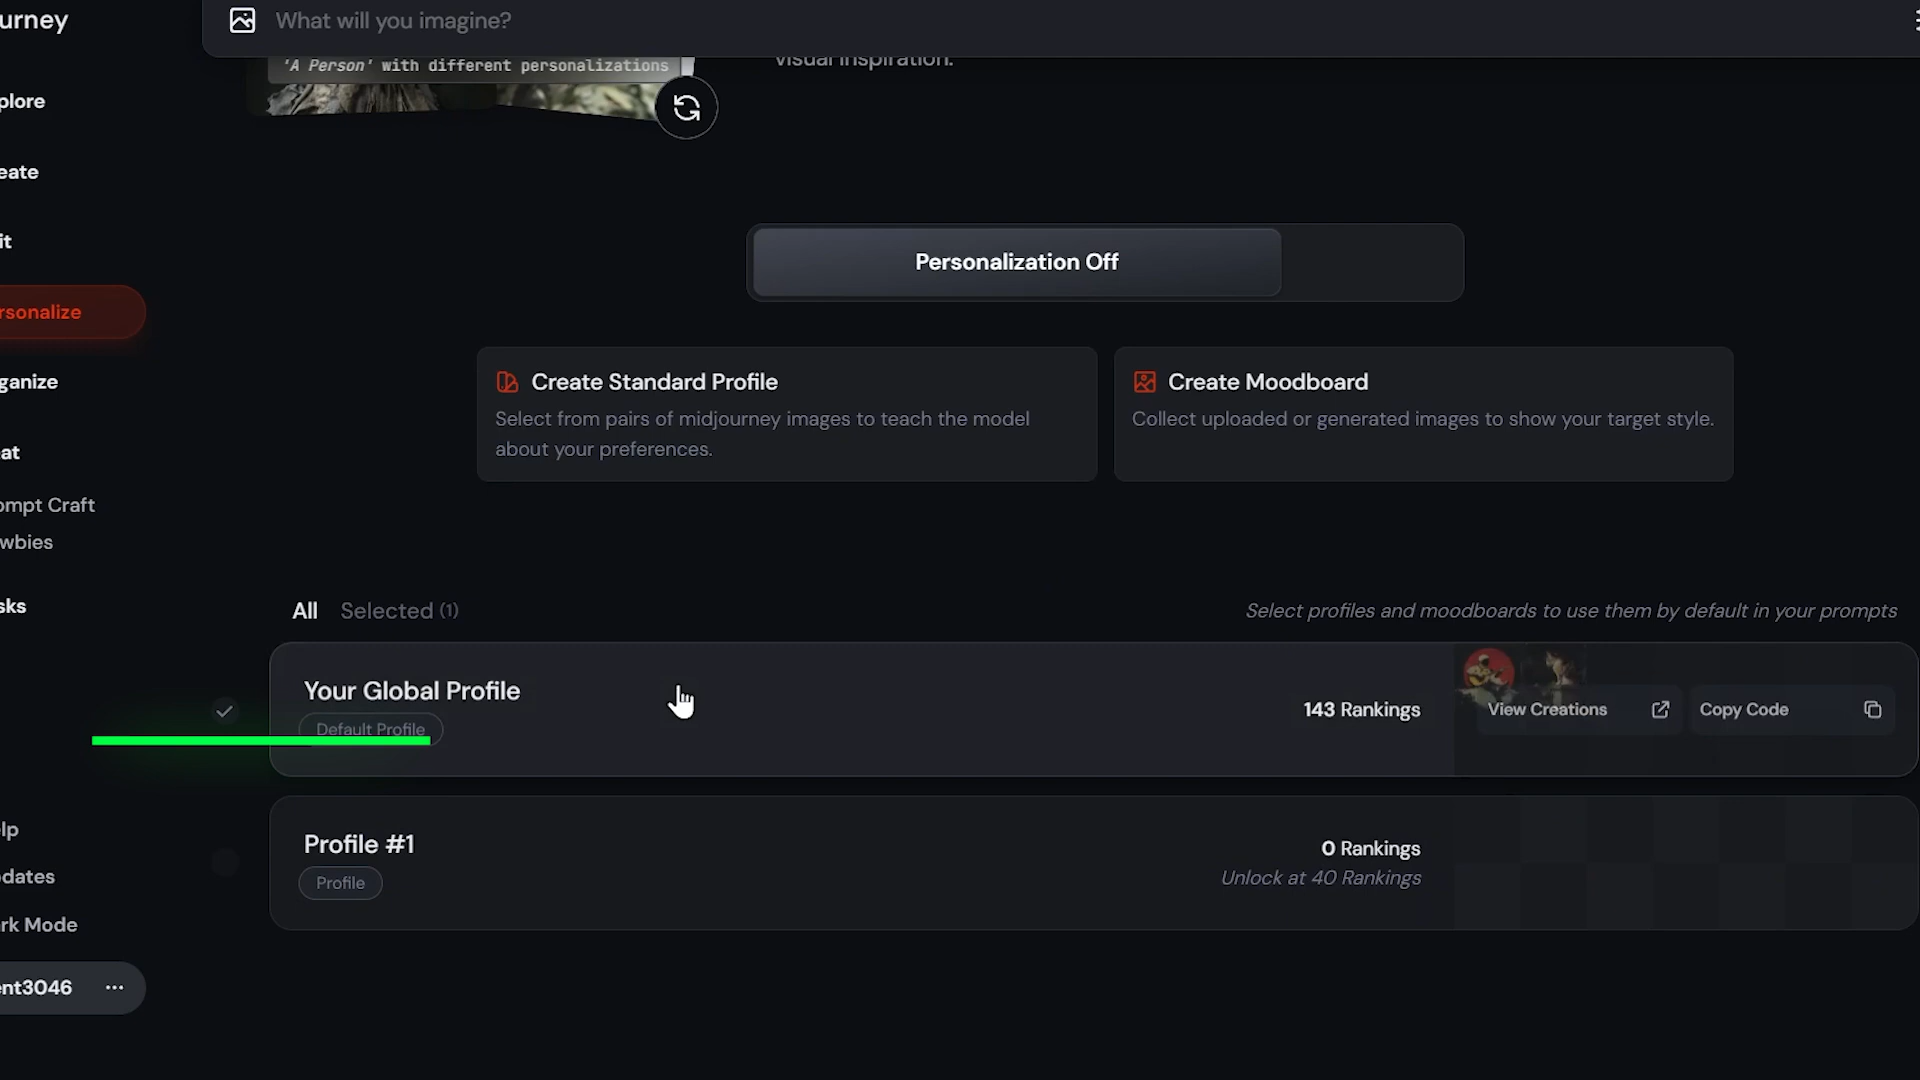 urney
What will you imagine?
'A Person' with different personalizations
visual inspiration.
plore
eate
it
rsonalize
ganize
at
ompt Craft
wbies
sks
lp
dates
rk Mode
ent3046
Personalization Off
Create Standard Profile
Select from pairs of midjourney images to teach the model
about your preferences.
Create Moodboard
Collect uploaded or generated images to show your target style.
All Selected (1)
Select profiles and moodboards to use them by default in your prompts
Your Global Profile
Default Profile
143 Rankings
View Creations
Copy Code
Profile #1
Profile
0 Rankings
Unlock at 40 Rankings